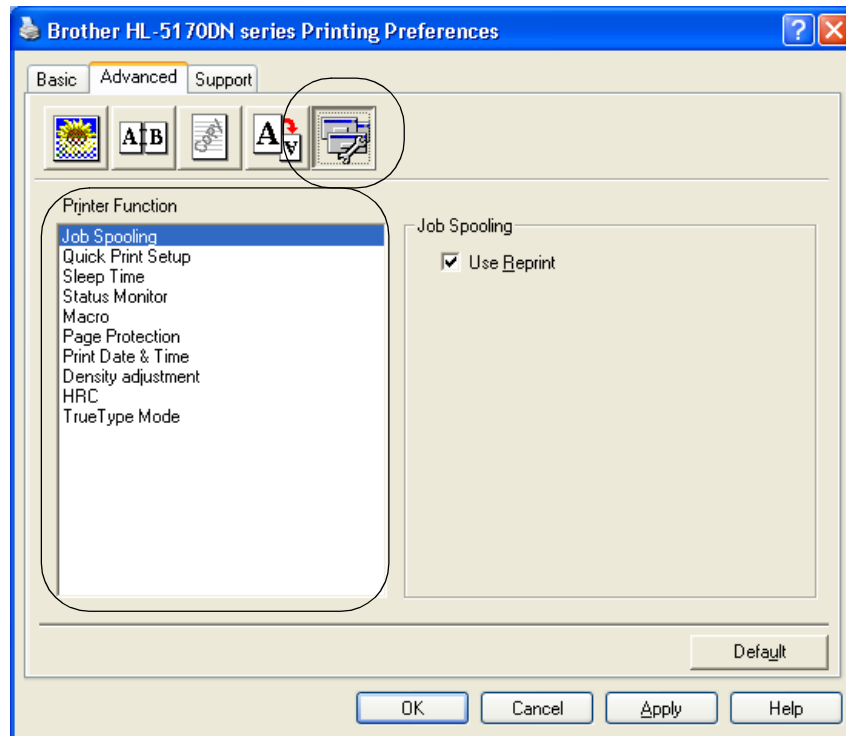 Brother HL-5170DN series Printing Preferences
Basic Advanced Support
A B COPY A A
Printer Function
Job Spooling
Quick Print Setup
Sleep Time
Status Monitor
Macro
Page Protection
Print Date & Time
Density adjustment
HRC
TrueType Mode
Job Spooling
Use Reprint
Default
OK Cancel Apply Help